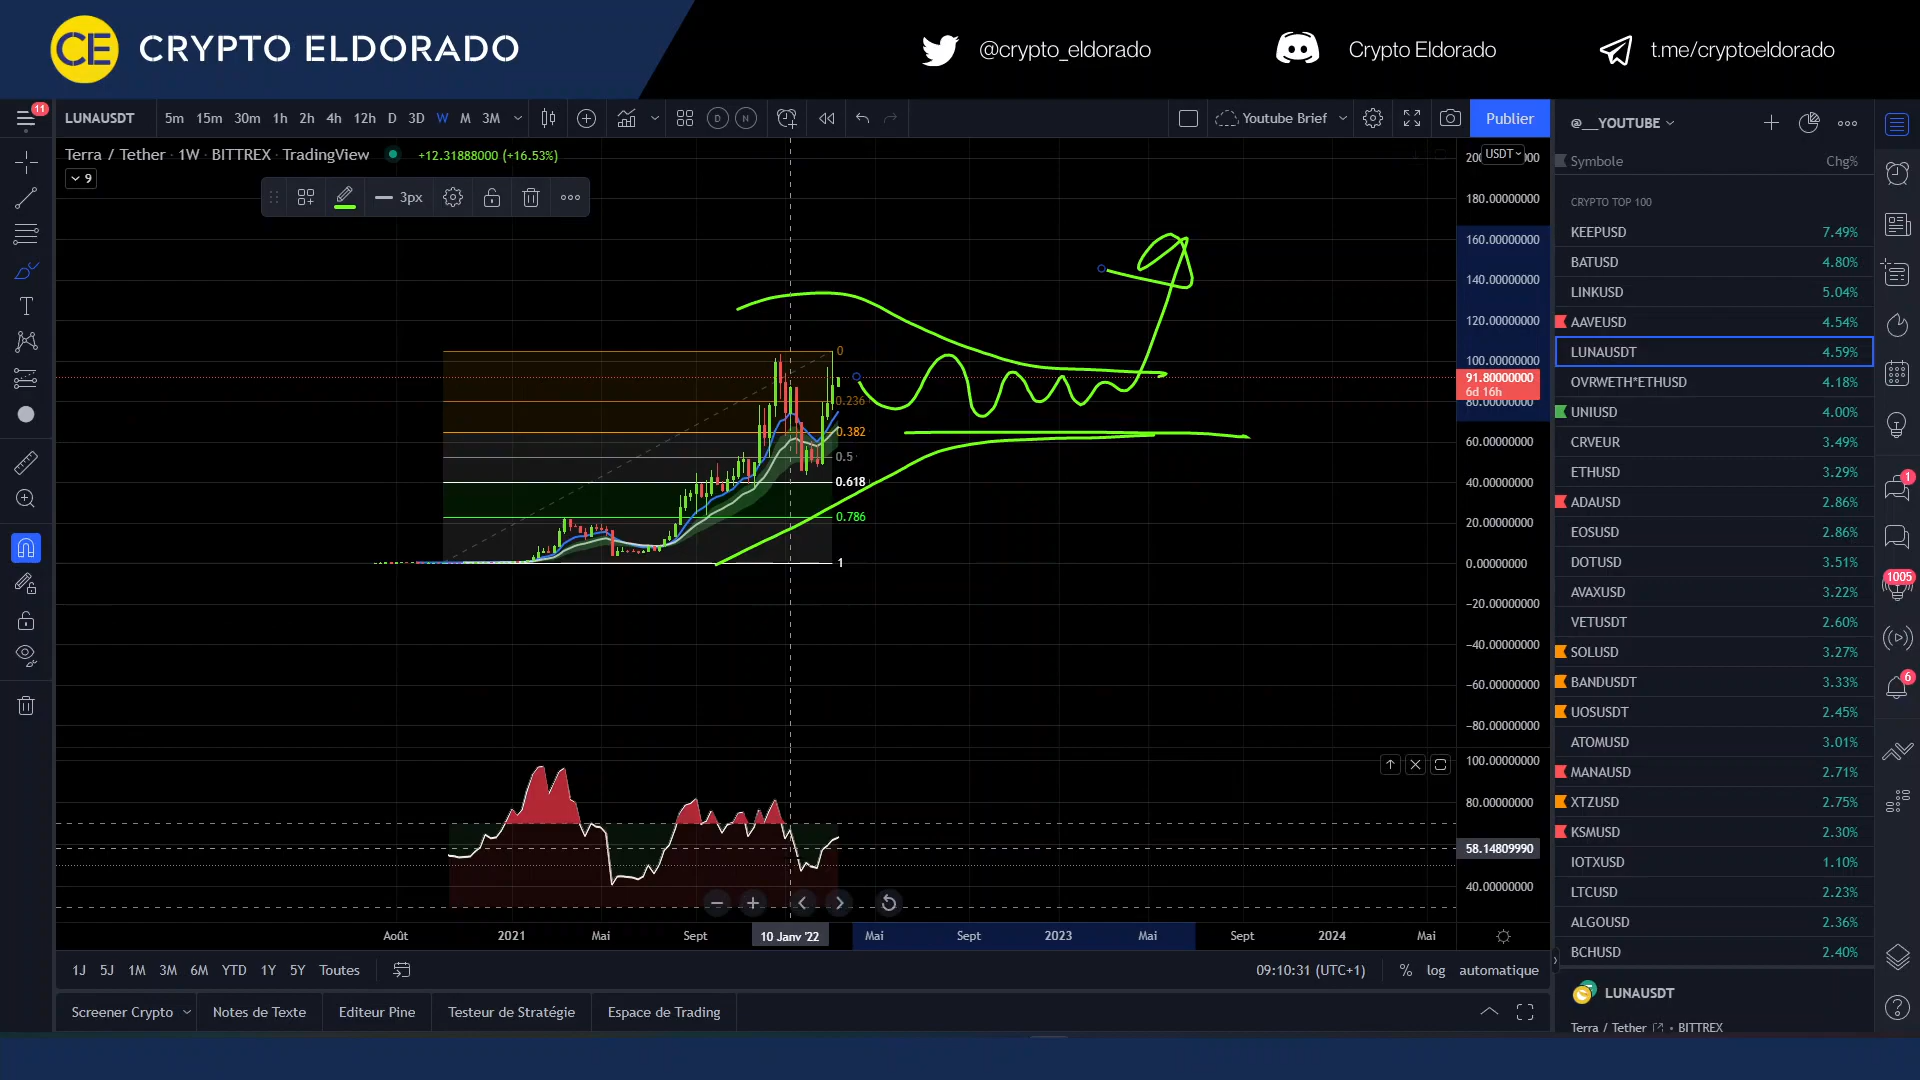 CE CRYPTO ELDORADO
@crypto_eldorado
Crypto Eldorado
t.me/cryptoeldorado
11
LUNAUSDT 5m 15m 30m 1h 2h 4h 12h D 3D W M 3M D N Youtube Brief Publier
@__YOUTUBE
Terra / Tether · 1W · BITTREX · TradingView +12.31888000 (+16.53%)
9
3px
USDT
180.00000000
160.00000000
140.00000000
120.00000000
100.00000000
91.80000000
6d 16h
80.00000000
60.00000000
40.00000000
20.00000000
0.00000000
−20.00000000
−40.00000000
−60.00000000
−80.00000000
0
0.236
0.382
0.5
0.618
0.786
1
100.00000000
80.00000000
58.14809990
40.00000000
Août 2021 Mai Sept 10 Janv '22 Mai Sept 2023 Mai Sept 2024 Mai
1J 5J 1M 3M 6M YTD 1Y 5Y Toutes 09:10:31 (UTC+1) % log automatique
Screener Crypto Notes de Texte Editeur Pine Testeur de Stratégie Espace de Trading
Symbole Chg%
CRYPTO TOP 100
KEEPUSD 7.49%
BATUSD 4.80%
LINKUSD 5.04%
AAVEUSD 4.54%
LUNAUSDT 4.59%
OVRWETH*ETHUSD 4.18%
UNIUSD 4.00%
CRVEUR 3.49%
ETHUSD 3.29%
ADAUSD 2.86%
EOSUSD 2.86%
DOTUSD 3.51%
AVAXUSD 3.22%
VETUSDT 2.60%
SOLUSD 3.27%
BANDUSDT 3.33%
UOSUSDT 2.45%
ATOMUSD 3.01%
MANAUSD 2.71%
XTZUSD 2.75%
KSMUSD 2.30%
IOTXUSD 1.10%
LTCUSD 2.23%
ALGOUSD 2.36%
BCHUSD 2.40%
LUNAUSDT
Terra / Tether • BITTREX
1
1005
6